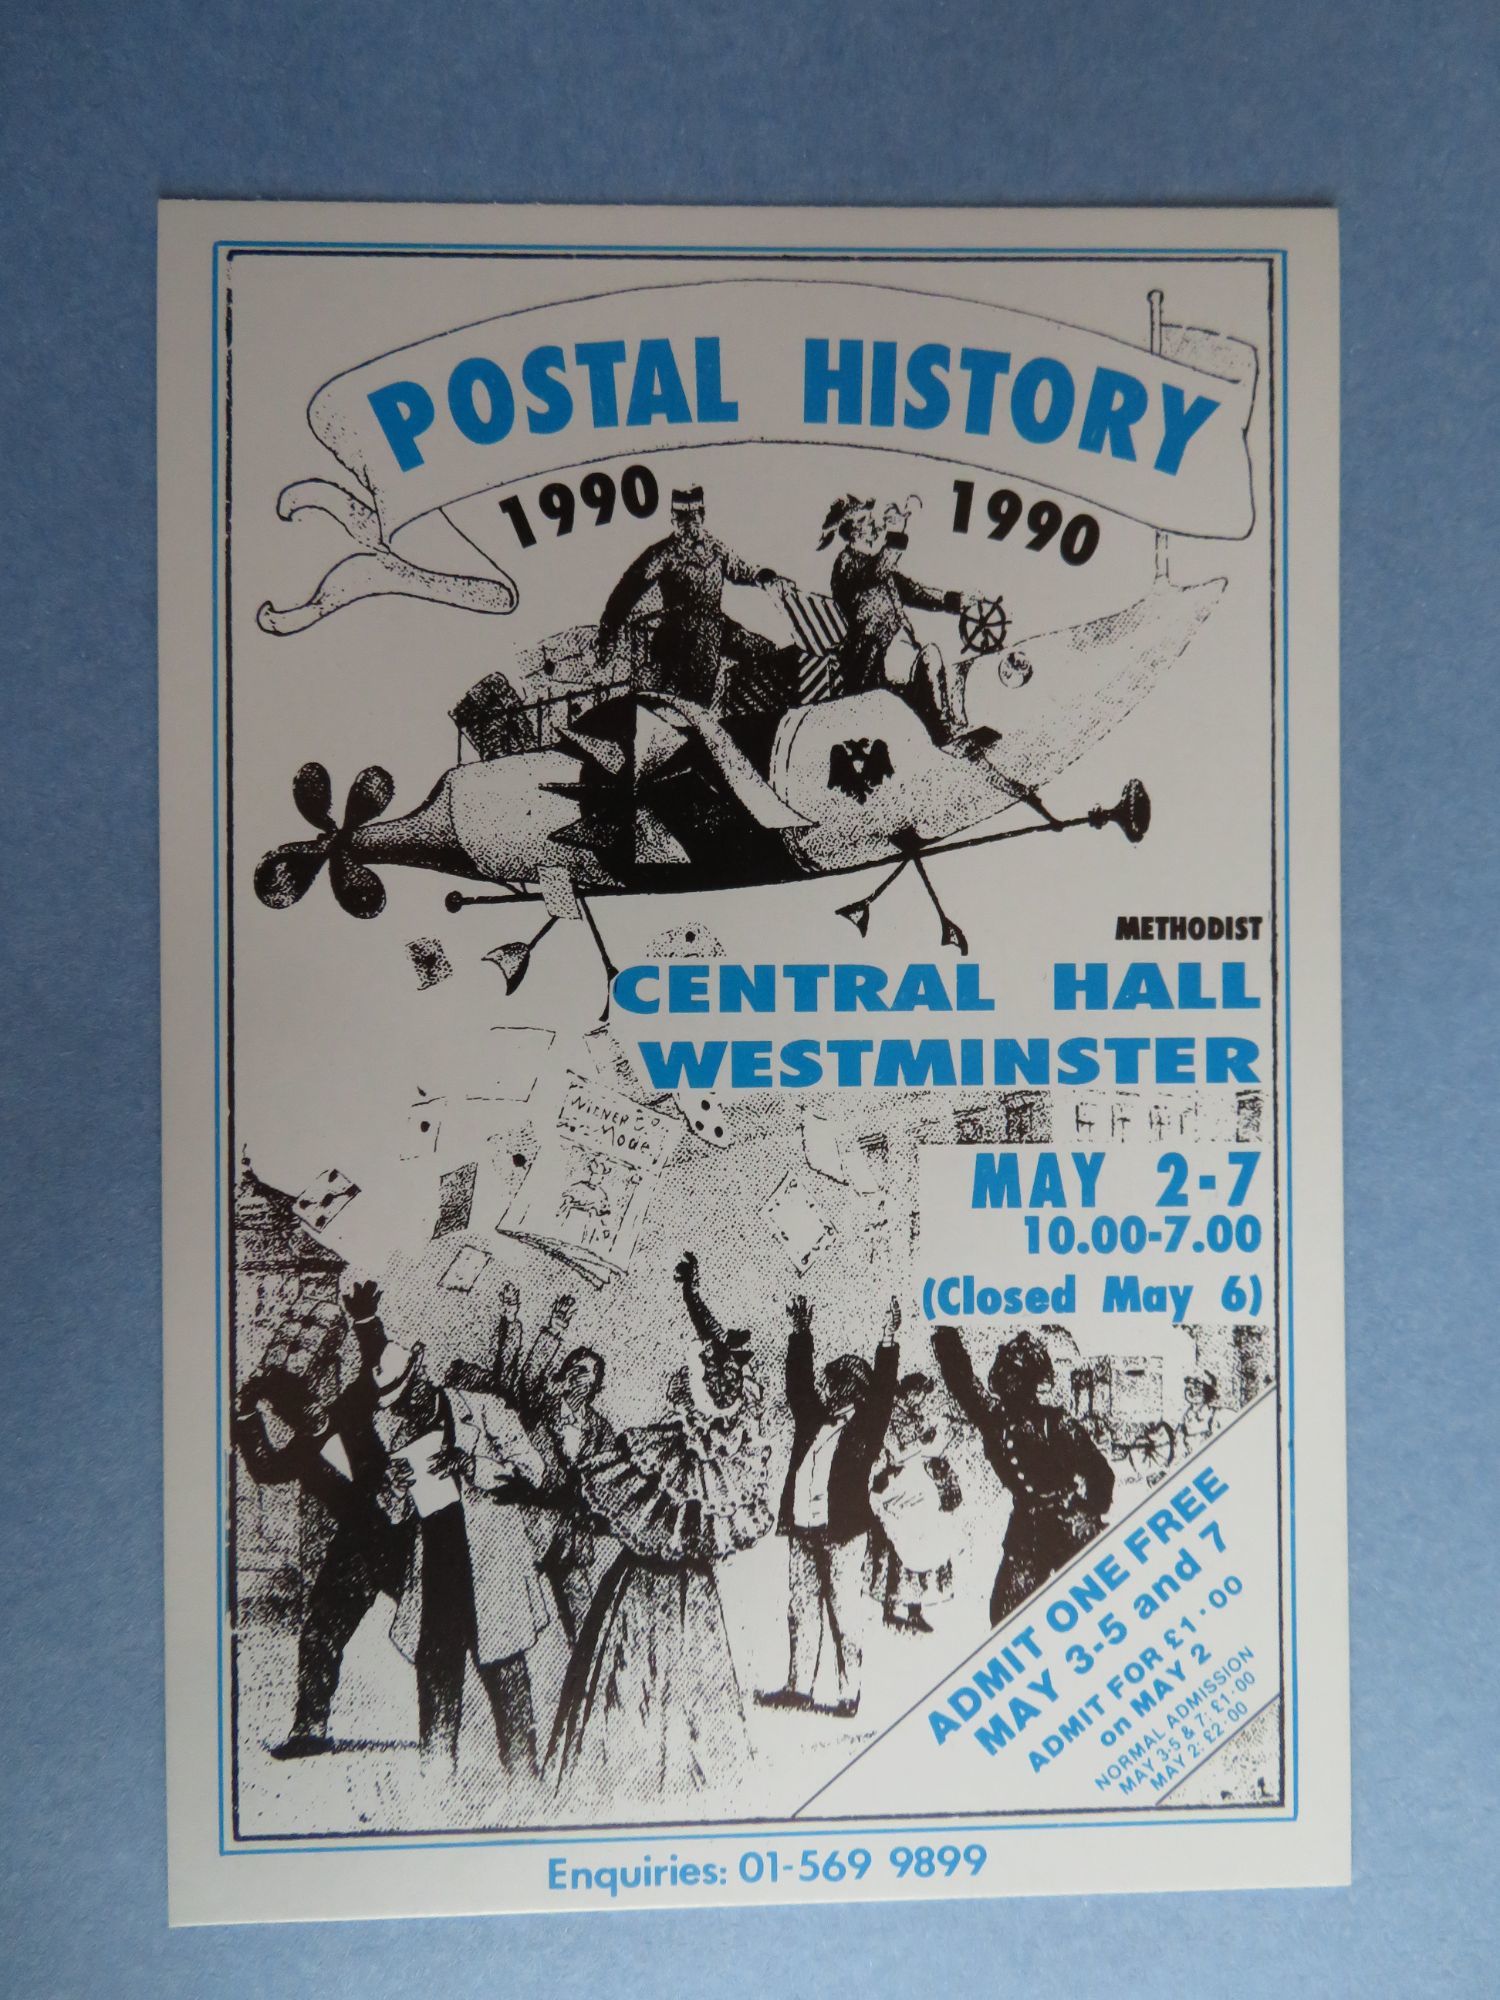 POSTAL HISTORY
1990 1990
METHODIST
CENTRAL HALL
WESTMINSTER
WIENER
Mode
MAY 2-7
10.00-7.00
(Closed May 6)
ADMIT ONE FREE
MAY 3-5 and 7
ADMIT FOR £1·00
on MAY 2
NORMAL ADMISSION
MAY 3-5 & 7: £1·00
MAY 2: £2·00
Enquiries: 01-569 9899